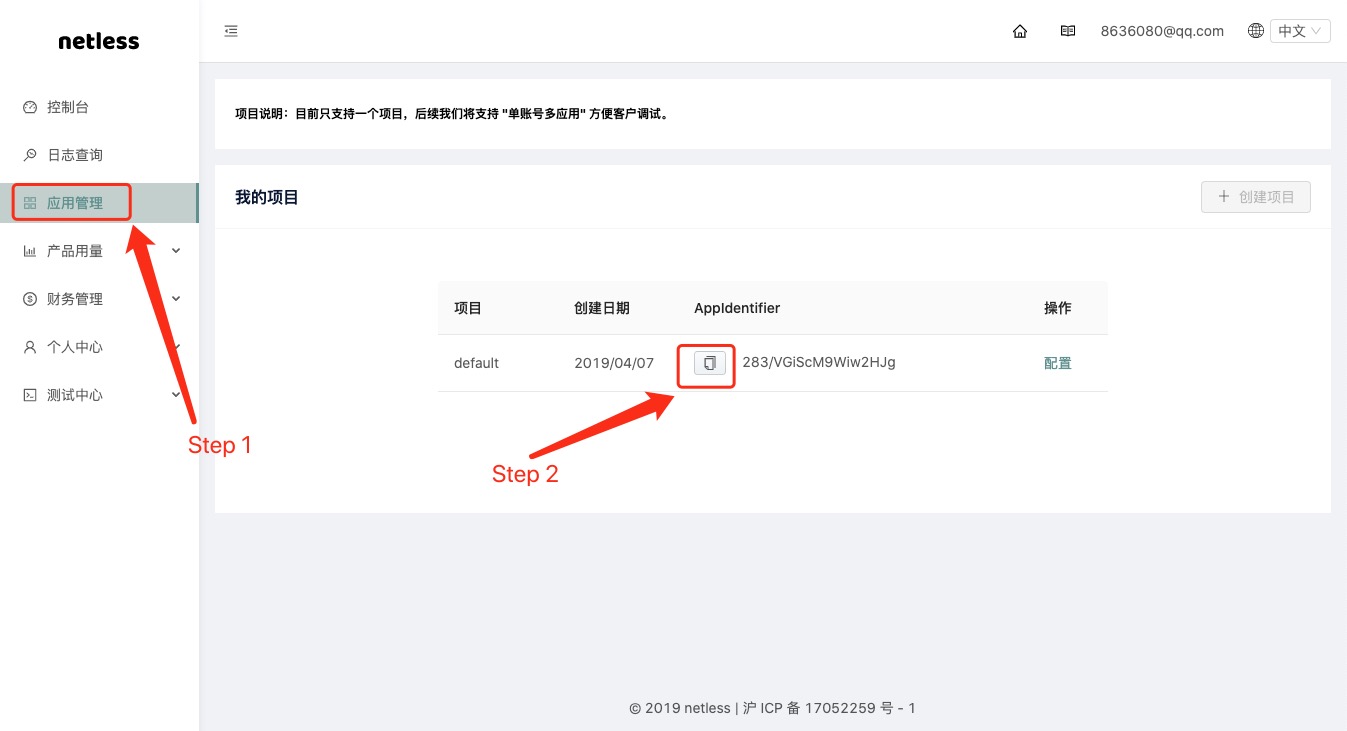 netless
8636080@qq.com
中文
控制台
日志查询
应用管理
产品用量
财务管理
个人中心
测试中心
项目说明：目前只支持一个项目，后续我们将支持 "单账号多应用" 方便客户调试。
我的项目
创建项目
项目 创建日期 AppIdentifier 操作
default 2019/04/07 283/VGiScM9Wiw2HJg 配置
Step 1
Step 2
© 2019 netless | 沪 ICP 备 17052259 号 - 1